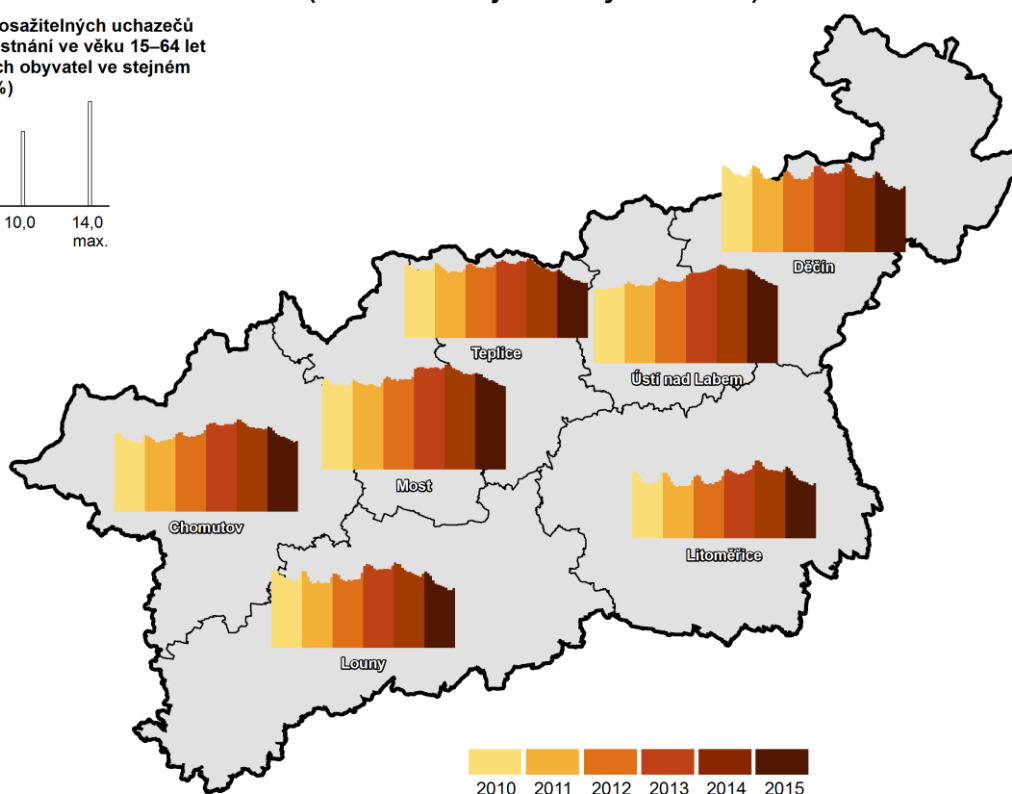 osažitelných uchazečů
stnání ve věku 15–64 let
ch obyvatel ve stejném
%)
10,0
14,0
max.
Děčín
Teplice
Ústí nad Labem
Most
Chomutov
Litoměřice
Louny
2010 2011 2012 2013 2014 2015